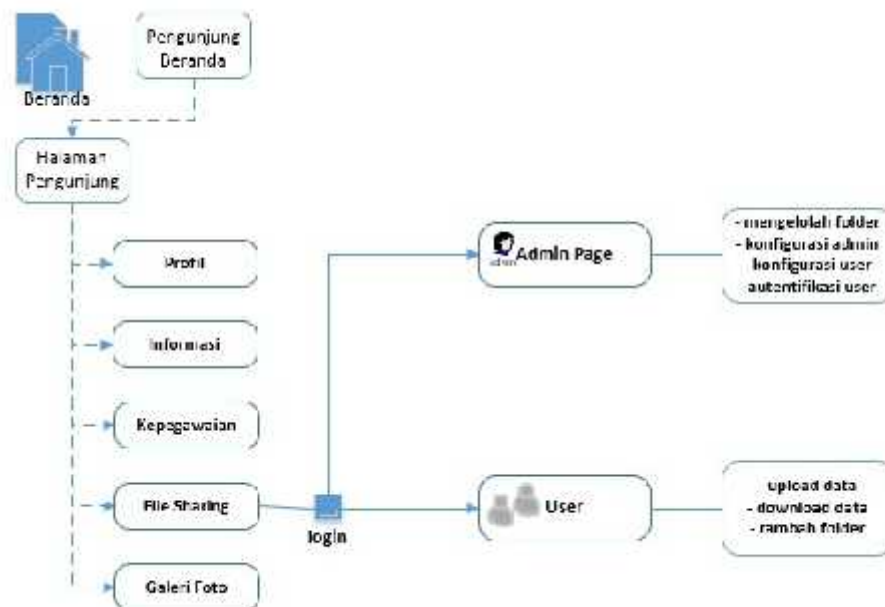 Pengunjung
Beranda
Beranda
Halaman
Pengunjung
Profil
Informasi
Kepegawaian
File Sharing
Galeri Foto
login
Admin Page
- mengelolah folder
- konfigurasi admin
konfigurasi user
autentifikasi user
User
upload data
- download data
- rambah folder